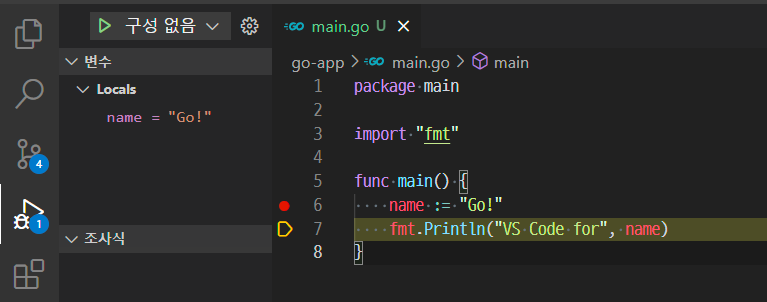 구성 없음
변수
Locals
name = "Go!"
조사식
4
1
GO main.go U
go-app > GO main.go > main
1 package main
2
3 import "fmt"
4
5 func main() {
6 name := "Go!"
7 fmt.Println("VS Code for", name)
8 }